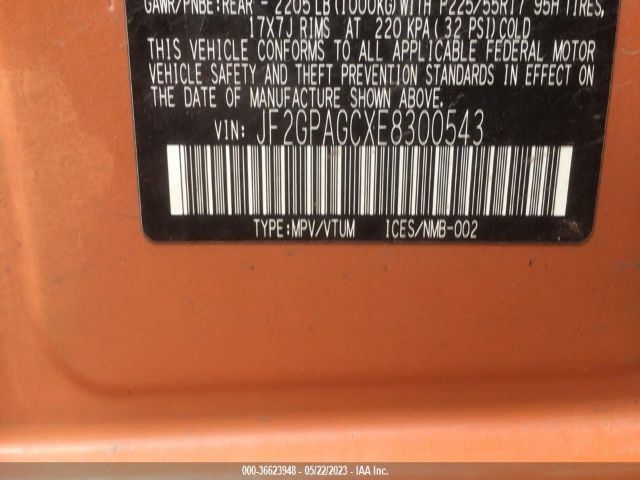 GAWR/PNBE:REAR - 2205 LB(1000KG)WITH P225/55R17 95H TIRES,
17X7J RIMS AT 220 KPA( 32 PSI)COLD
THIS VEHICLE CONFORMS TO ALL APPLICABLE FEDERAL MOTOR
VEHICLE SAFETY AND THEFT PREVENTION STANDARDS IN EFFECT ON
THE DATE OF MANUFACTURE SHOWN ABOVE.
VIN: JF2GPAGCXE8300543
TYPE:MPV/VTUM ICES/NMB-002
000-36623948 - 05/22/2023 - IAA Inc.